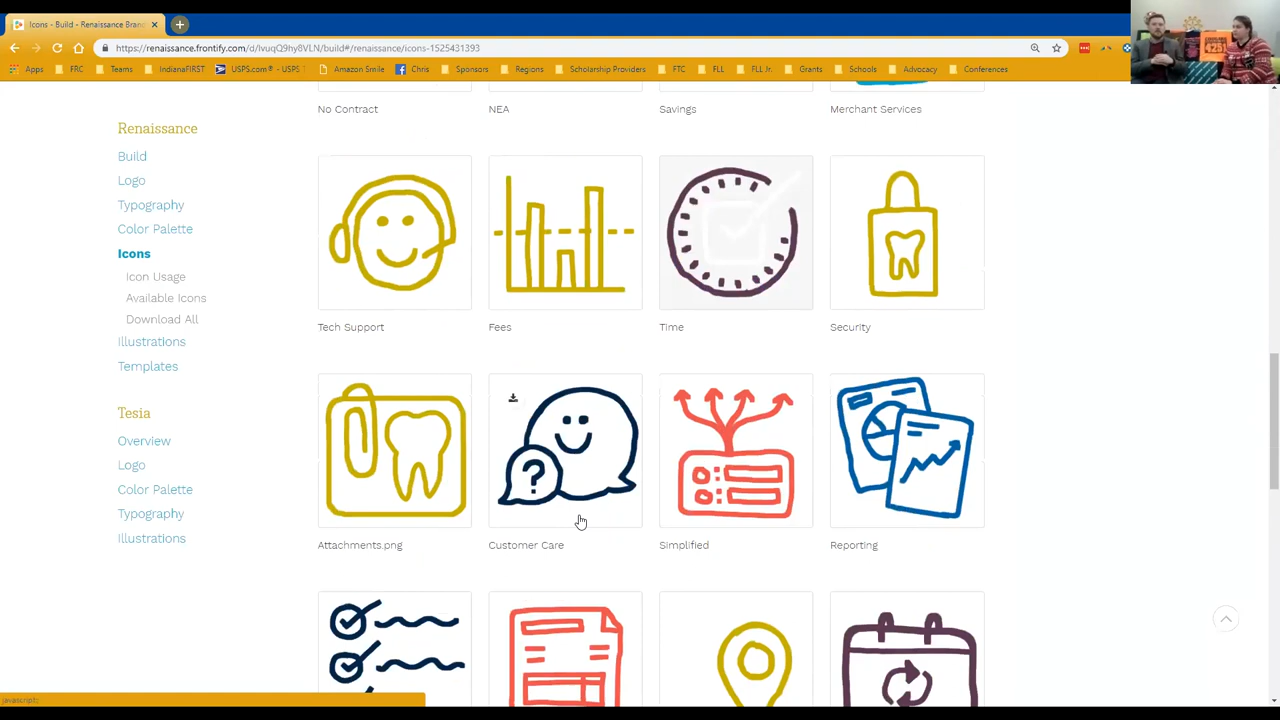 Icons - Build - Renaissance Bran
https://renaissance.frontify.com/d/lvuqQ9hy8VLN/build#/renaissance/icons-1525431393
Apps FRC Teams IndianaFIRST USPS.com® - USPS Amazon Smile Chris Sponsors Regions Scholarship Providers FTC FLL FLL Jr. Grants Schools Advocacy Conferences
4251
Renaissance
Build
Logo
Typography
Color Palette
Icons
Icon Usage
Available Icons
Download All
Illustrations
Templates
Tesia
Overview
Logo
Color Palette
Typography
Illustrations
No Contract NEA Savings Merchant Services
Tech Support Fees Time Security
?
Attachments.png Customer Care Simplified Reporting
javascript: